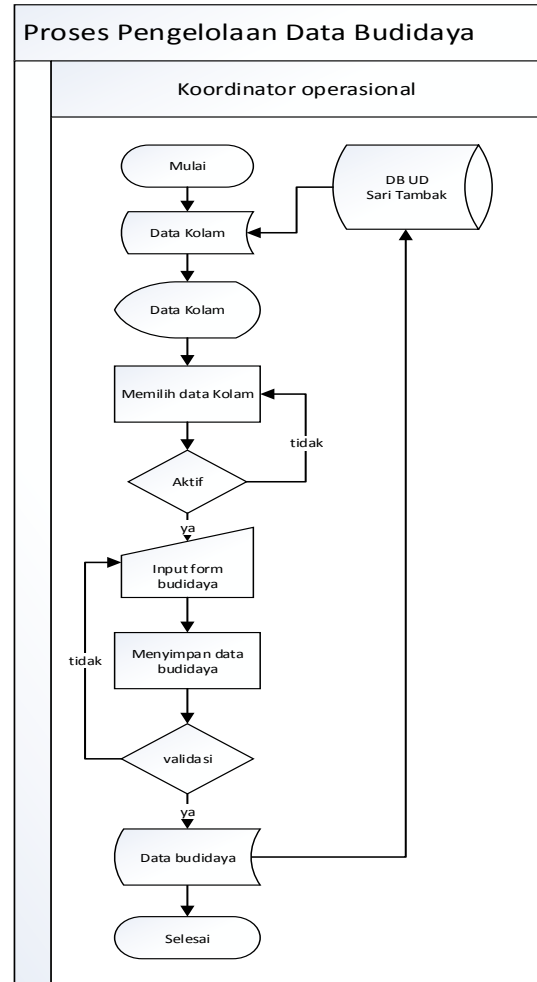 Proses Pengelolaan Data Budidaya
Koordinator operasional
Mulai
DB UD
Sari Tambak
Data Kolam
Data Kolam
Memilih data Kolam
tidak
Aktif
ya
Input form
budidaya
Menyimpan data
budidaya
tidak
validasi
ya
Data budidaya
Selesai